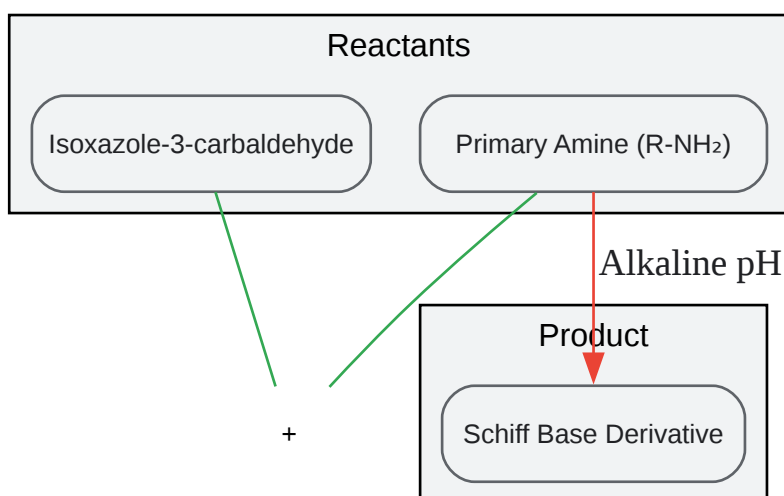 Reactants
Isoxazole-3-carbaldehyde
Primary Amine (R-NH₂)
Alkaline pH
Product
+
Schiff Base Derivative